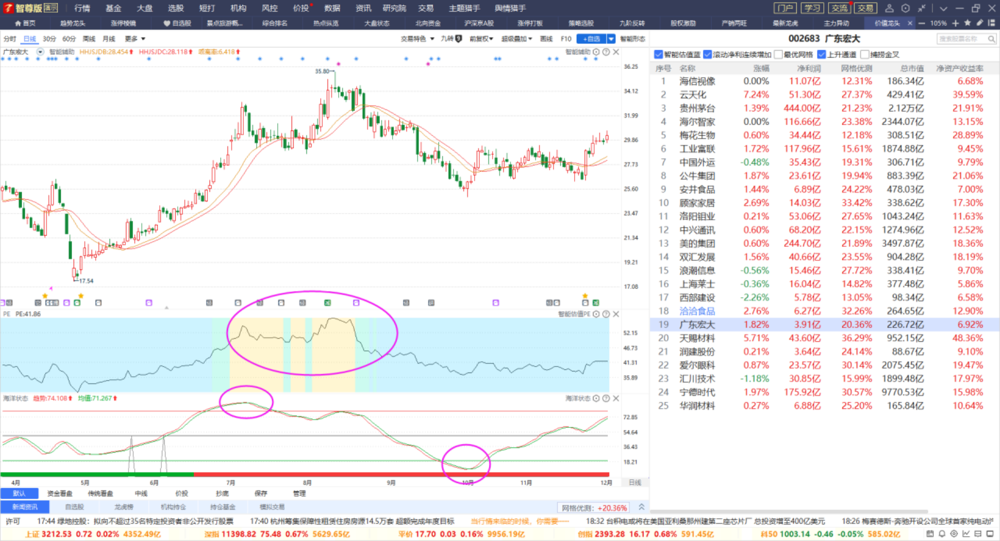 智尊版 演示 行情 基金 大盘 选股 短打 机构 风控 价投 数据 资讯 研究院 交易 主题猎手 舆情猎手 门户 学习 交流 交易
首页 趋势龙头 涨停棱镜 自选股 景点旅游概... 综合排名 热点纵览 大盘状态 北向资金 沪深京A股 涨停打板 策略选股 九阶反转 股权激励 产销两旺 最新龙虎 主力异动 价值龙头 105%
分时 日线 30分 60分 周线 月线 更多 交易特色 九转 9 前复权 超级叠加 画线 F10 +自选 智能形态
002683 广东宏大 搜索股票名称
广东宏大 智能辅助 HHJSJDB:28.454 HHJSJDC:28.118 乖离率:6.418 智能辅助
智能估值蓝 滚动净利连续增加 最优网格 上升通道 捕捞金叉
36.25
34.12
31.99
29.86
27.73
25.60
23.47
21.34
19.21
17.08
35.80
17.54
PE PE:41.86 智能估值PE
52.15
46.73
41.31
35.89
海洋状态 趋势:74.108 均值:71.267 海洋状态
72.85
54.64
36.43
18.21
4月 5月 6月 7月 8月 9月 10月 11月 12月 日线
序号 名称 涨幅 净利润 网格优测 总市值 净资产收益率
1 海信视像 0.00% 11.07亿 12.31% 186.34亿 6.68%
2 云天化 7.24% 51.30亿 27.37% 429.41亿 39.59%
3 贵州茅台 1.39% 444.00亿 21.23% 2.12万亿 21.91%
4 海尔智家 0.00% 116.66亿 23.38% 2344.07亿 13.15%
5 梅花生物 0.60% 34.44亿 12.18% 308.51亿 28.89%
6 工业富联 1.72% 117.96亿 15.61% 1874.88亿 9.45%
7 中国外运 -0.48% 35.43亿 19.31% 306.71亿 9.79%
8 公牛集团 1.87% 23.61亿 19.94% 883.39亿 21.06%
9 安井食品 1.44% 6.89亿 24.22% 478.03亿 7.00%
10 顾家家居 2.69% 14.03亿 33.42% 338.62亿 17.30%
11 洛阳钼业 0.21% 53.06亿 27.65% 1043.24亿 11.63%
12 中兴通讯 0.60% 68.20亿 22.15% 1274.96亿 12.52%
13 美的集团 0.60% 244.70亿 21.89% 3497.87亿 18.36%
14 双汇发展 1.56% 40.66亿 23.55% 904.28亿 18.19%
15 浪潮信息 -0.56% 15.46亿 27.72% 338.41亿 9.70%
16 上海莱士 -0.36% 16.04亿 14.82% 377.48亿 5.86%
17 西部建设 -2.26% 5.78亿 13.05% 98.34亿 6.58%
18 洽洽食品 2.76% 6.27亿 32.26% 264.65亿 12.90%
19 广东宏大 1.82% 3.91亿 20.36% 226.72亿 6.92%
20 天赐材料 5.71% 43.60亿 36.29% 952.15亿 48.36%
21 润建股份 0.21% 3.64亿 24.14% 88.67亿 9.10%
22 爱尔眼科 0.87% 23.57亿 30.14% 2075.45亿 19.47%
23 汇川技术 -1.18% 30.85亿 15.99% 1899.48亿 17.97%
24 宁德时代 1.97% 175.92亿 30.57% 9770.53亿 15.98%
25 华润材料 0.27% 6.88亿 25.20% 165.84亿 10.64%
默认 资金看盘 传统看盘 中线 价投 抄底 保存 管理
新闻资讯 自选股 龙虎榜 机构持仓 持仓基金 模拟交易 网格优测: +20.36%
许可 17:44 绿地控股：拟向不超过35名特定投资者非公开发行股票 17:40 杭州筹集保障性租赁住房房源14.5万套 超额完成年度目标 当行情来临的时候，你需要…… 18:32 台积电或将在美国亚利桑那州建第二座芯片厂 总投资增至400亿美元 18:26 梅赛德斯-奔驰开设公司全球首家纯电动汽
上证 3212.53 0.72 0.02% 4352.49亿 深指 11398.82 75.48 0.67% 5629.65亿 平价 17.70 0.03 0.16% 9956.19亿 创指 2393.28 16.17 0.68% 591.45亿 科50 1003.14 -0.46 -0.05% 585.02亿